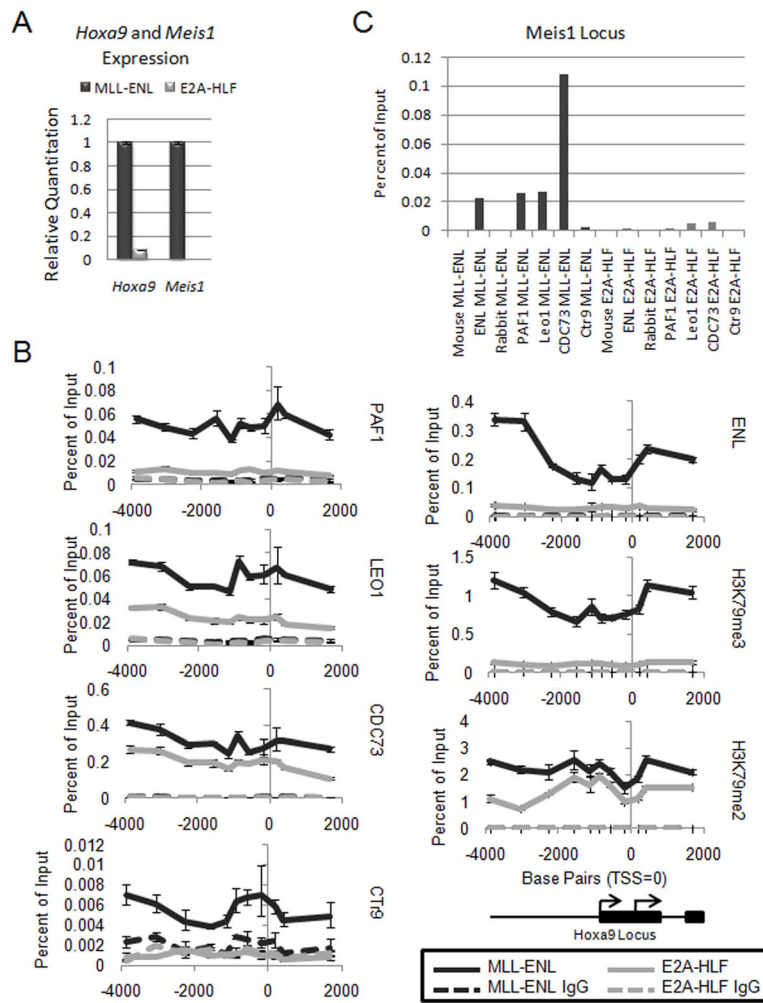 A
Hoxa9 and Meis1
Expression
MLL-ENL E2A-HLF
Relative Quantitation
1.2
1
0.8
0.6
0.4
0.2
0
Hoxa9 Meis1
C
Meis1 Locus
Percent of Input
0.12
0.1
0.08
0.06
0.04
0.02
0
Mouse MLL-ENL
ENL MLL-ENL
Rabbit MLL-ENL
PAF1 MLL-ENL
Leo1 MLL-ENL
CDC73 MLL-ENL
Ctr9 MLL-ENL
Mouse E2A-HLF
ENL E2A-HLF
Rabbit E2A-HLF
PAF1 E2A-HLF
Leo1 E2A-HLF
CDC73 E2A-HLF
Ctr9 E2A-HLF
B
Percent of Input
0.1
0.08
0.06
0.04
0.02
0
-4000 -2000 0 2000
PAF1
Percent of Input
0.1
0.08
0.06
0.04
0.02
0
-4000 -2000 0 2000
LEO1
Percent of Input
0.6
0.4
0.2
0
-4000 -2000 0 2000
CDC73
Percent of Input
0.012
0.01
0.008
0.006
0.004
0.002
0
-4000 -2000 0 2000
CTr9
Percent of Input
0.4
0.3
0.2
0.1
0
-4000 -2000 0 2000
ENL
Percent of Input
1.5
1
0.5
0
-4000 -2000 0 2000
H3K79me3
Percent of Input
4
3
2
1
0
-4000 -2000 0 2000
H3K79me2
Base Pairs (TSS=0)
Hoxa9 Locus
MLL-ENL E2A-HLF
MLL-ENL IgG E2A-HLF IgG